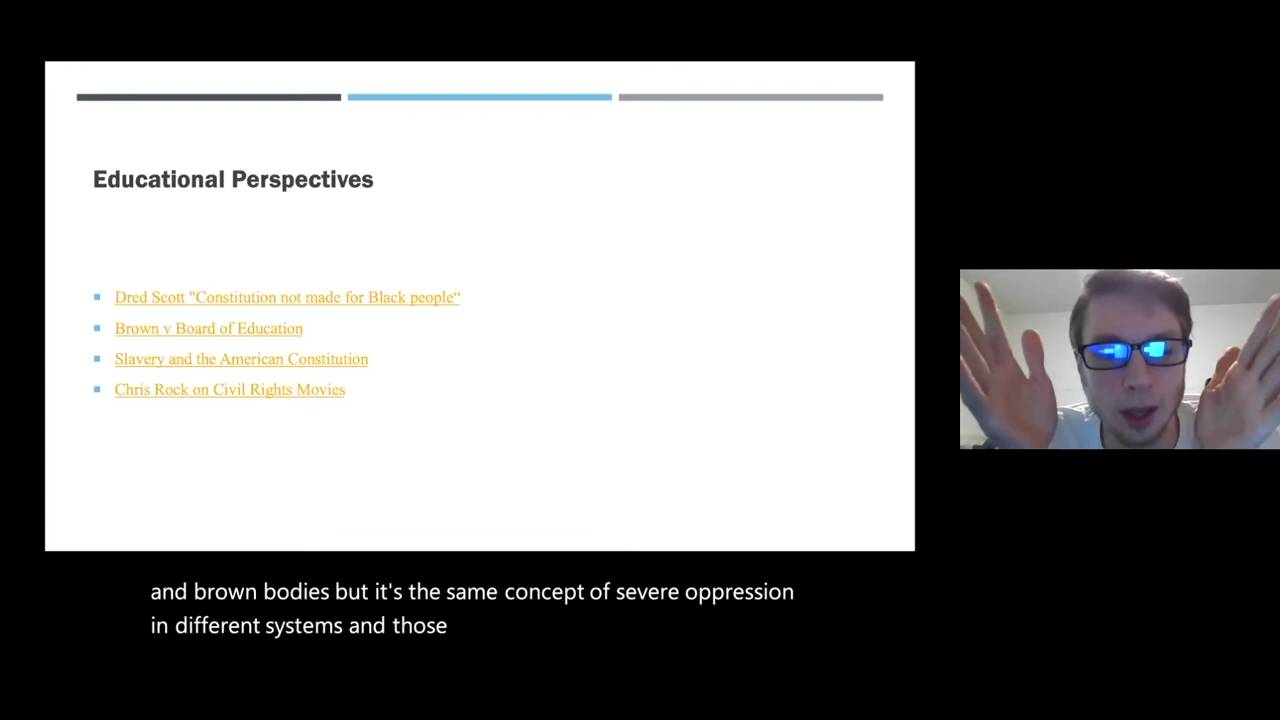 Educational Perspectives
Dred Scott "Constitution not made for Black people“
Brown v Board of Education
Slavery and the American Constitution
Chris Rock on Civil Rights Movies
and brown bodies but it's the same concept of severe oppression
in different systems and those